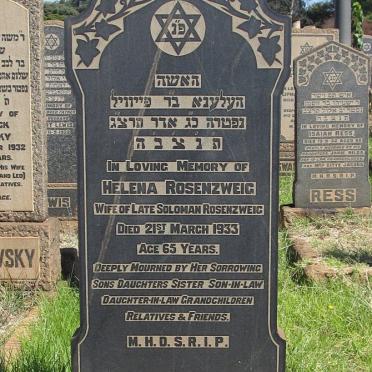 19
האשה
העלענא בר פייוויל
נפטרה כג אדר תרצג
ת נ צ ב ה
In Loving Memory of
Helena Rosenzweig
Wife of Late Soloman Rosenzweig
Died 21st March 1933
Age 65 Years.
Deeply Mourned by Her Sorrowing
Sons Daughters Sister Son-in-Law
Daughter-in-Law Grandchildren
Relatives & Friends.
M.H.D.S.R.I.P.
RESS